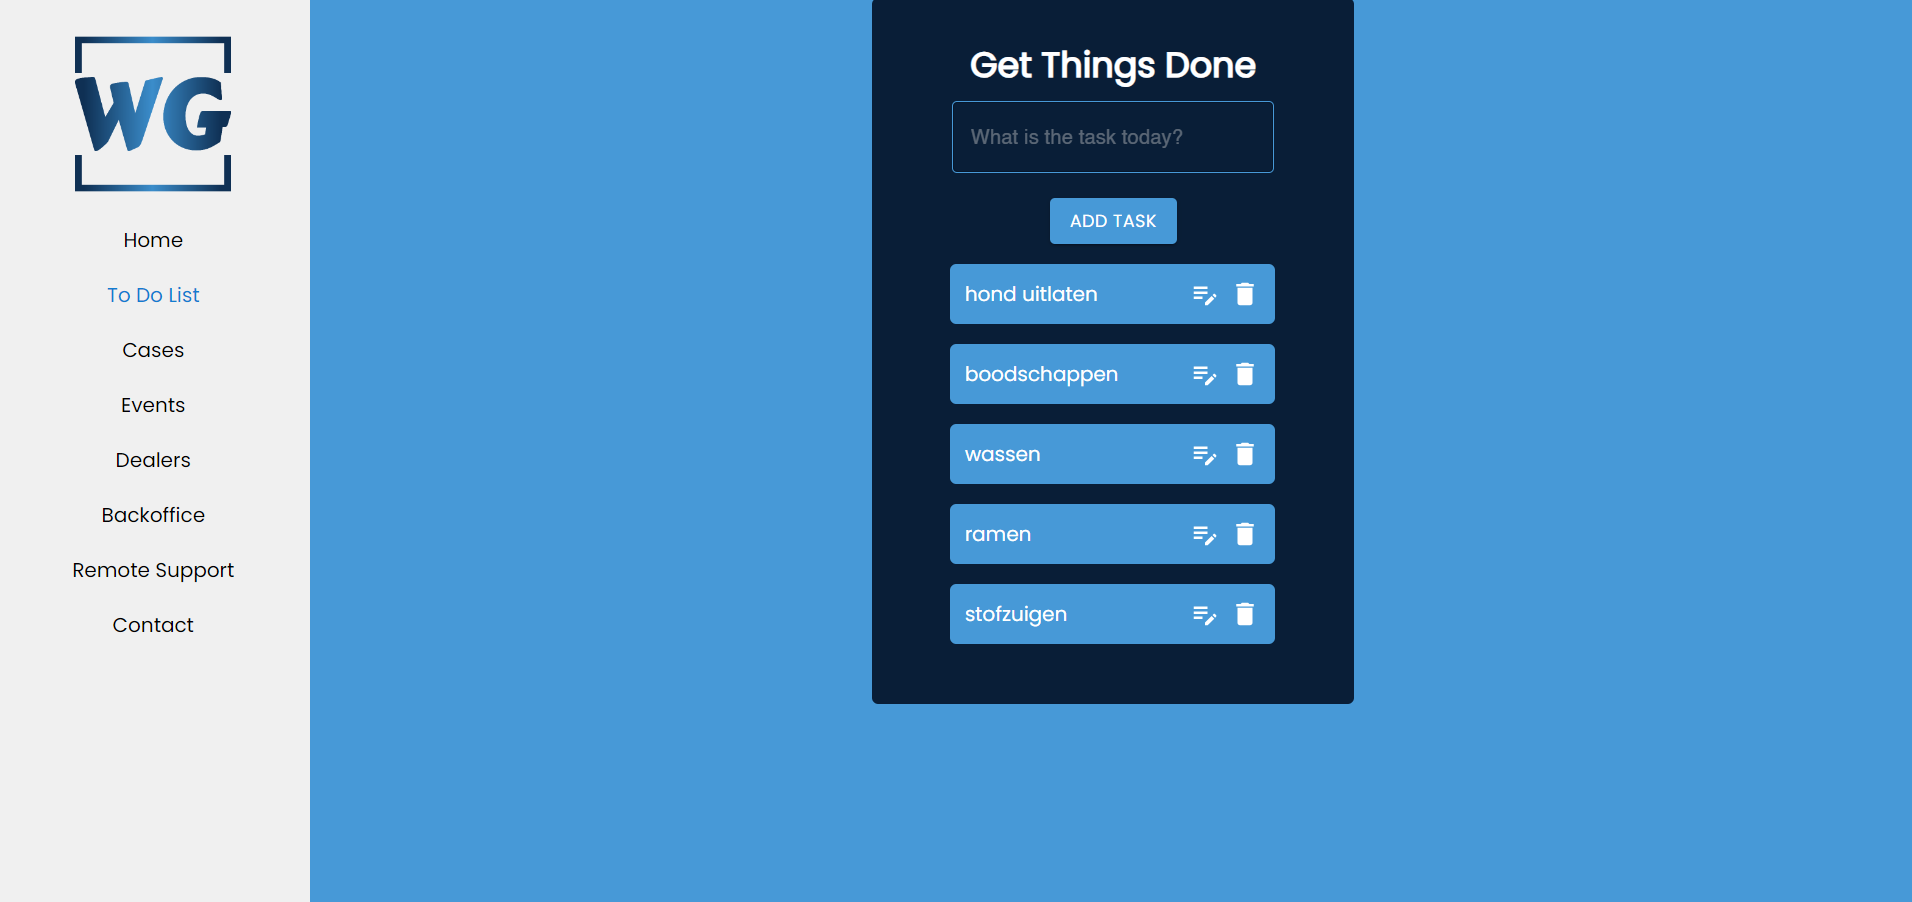 WG
Home
To Do List
Cases
Events
Dealers
Backoffice
Remote Support
Contact
Get Things Done
What is the task today?
ADD TASK
hond uitlaten
boodschappen
wassen
ramen
stofzuigen